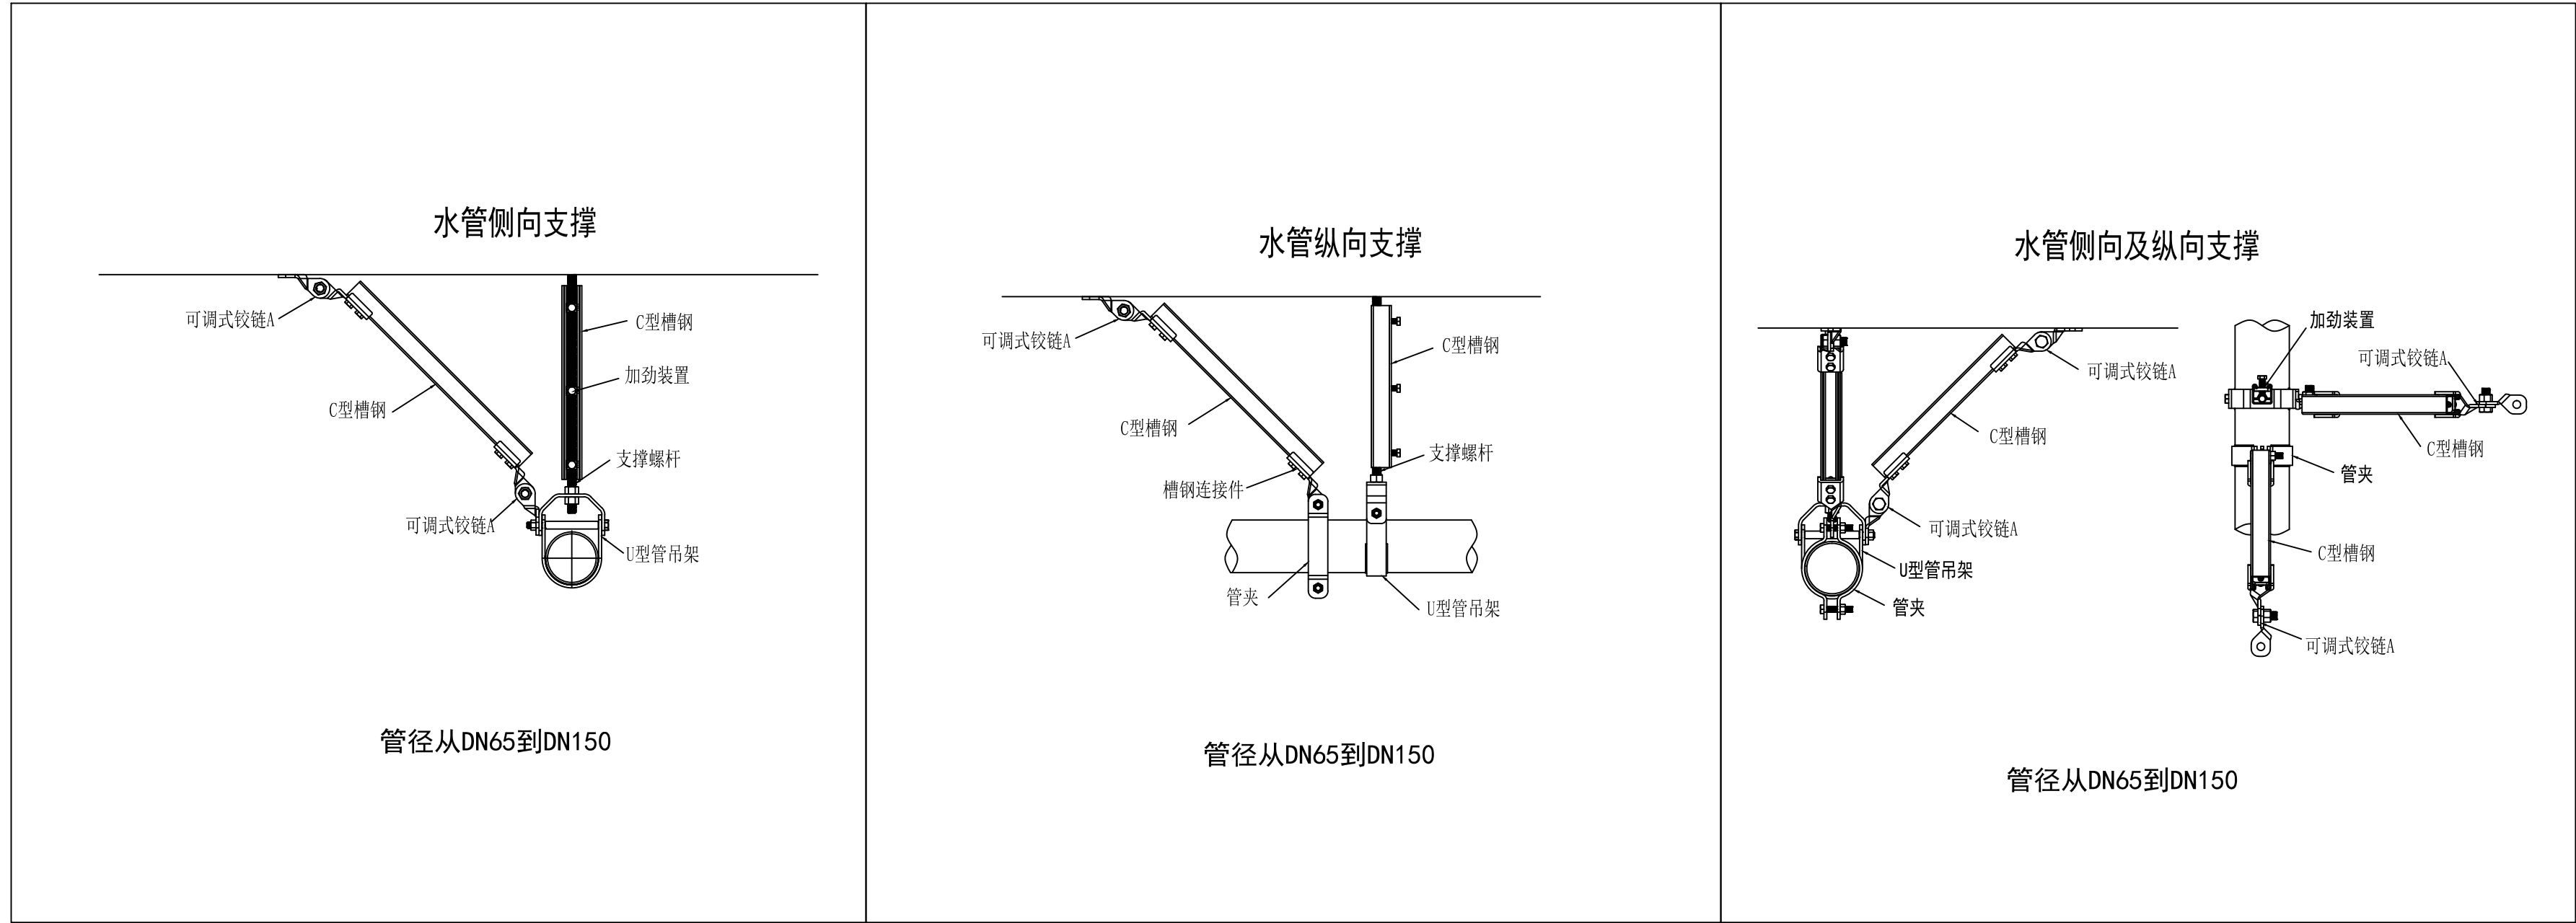 水管侧向支撑
可调式铰链A
C型槽钢
加劲装置
C型槽钢
支撑螺杆
可调式铰链A
U型管吊架
管径从DN65到DN150
水管纵向支撑
可调式铰链A
C型槽钢
C型槽钢
支撑螺杆
槽钢连接件
管夹
U型管吊架
管径从DN65到DN150
水管侧向及纵向支撑
加劲装置
可调式铰链A
可调式铰链A
C型槽钢
C型槽钢
管夹
可调式铰链A
C型槽钢
U型管吊架
管夹
可调式铰链A
管径从DN65到DN150